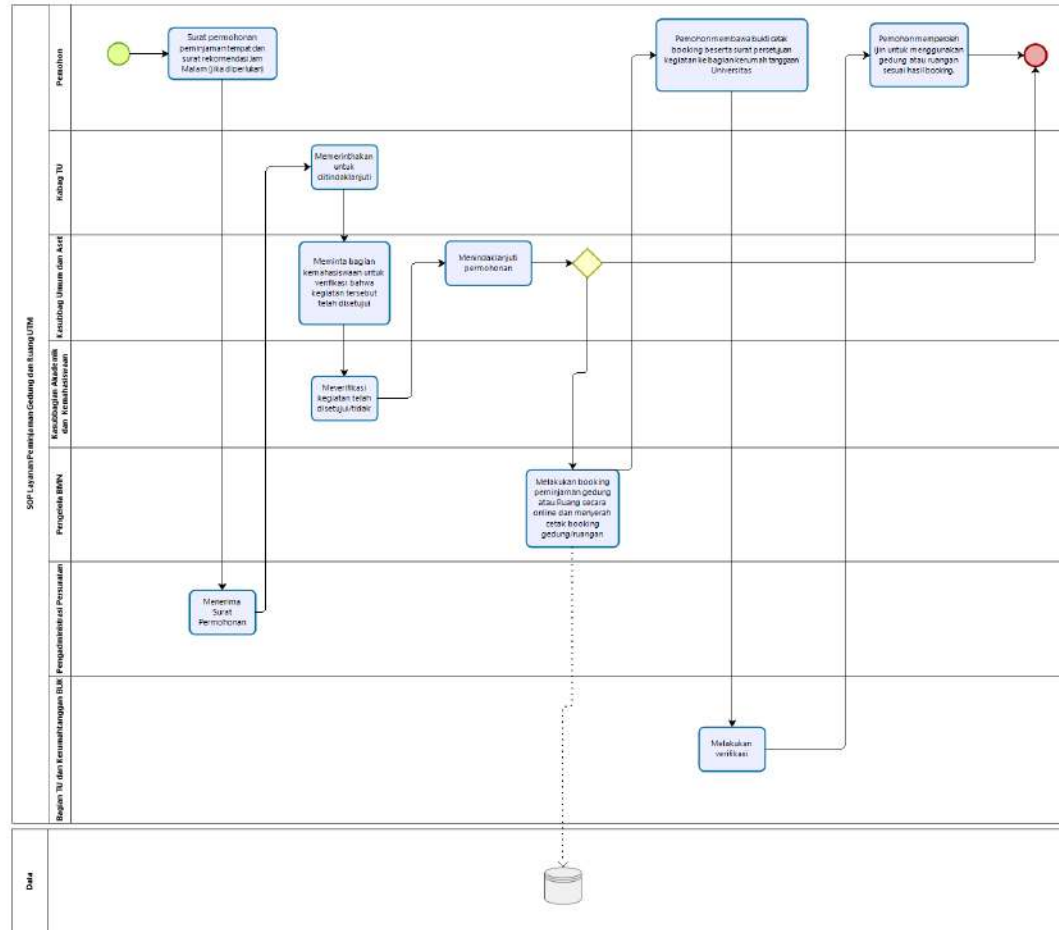 SOP Layanan Peminjaman Gedung dan Ruang UTM
Pemohon
Surat permohonan
peminjaman tempat dan
surat rekomendasi Jam
Malam (jika diperlukan)
Pemohon membawa bukti cetak
booking beserta surat persetujuan
kegiatan ke bagian kerumah tanggaan
Universitas
Pemohon memperoleh
ijin untuk menggunakan
gedung atau ruangan
sesuai hasil booking.
Kabag TU
Memerinthakan
untuk
ditindaklanjuti
Kasubbag Umum dan Aset
Meminta bagian
kemahasiswaan untuk
verifikasi bahwa
kegiatan tersebut
telah disetujui
Menindaklanjuti
permohonan
Kasubbagian Akademik
dan Kemahasiswaan
Meverifikasi
kegiatan telah
disetujui/tidak
Pengelola BMN
Melakukan booking
peminjaman gedung
atau Ruang secara
online dan menyerah
cetak booking
gedung/ruangan
Pengadministrasi Persuratan
Menerima
Surat
Permohonan
Bagian TU dan Kerumahtanggan BUK
Melakukan
verifikasi
Data